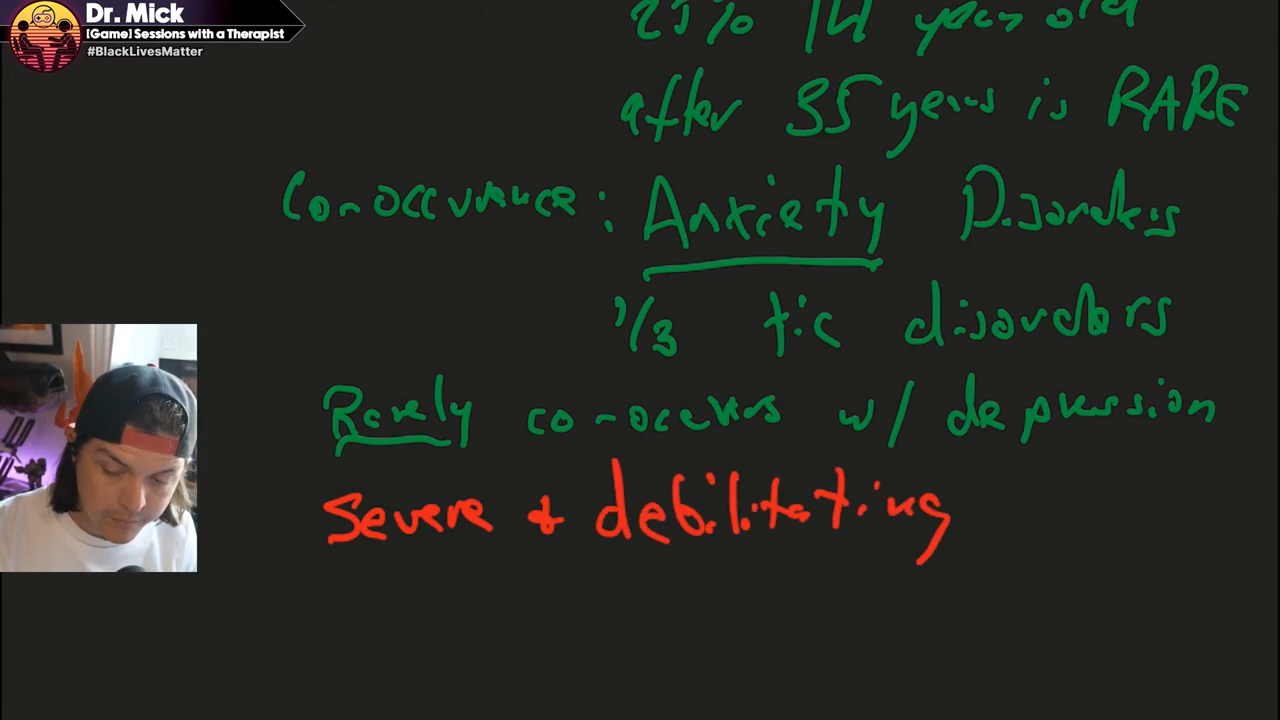 Dr. Mick
[Game] Sessions with a Therapist
#BlackLivesMatter
25% 14 years old
after 35 years is RARE
Co-occurrence: Anxiety Disorders
1/3 tic disorders
Rarely co-occurs w/ depression
Severe & debilitating